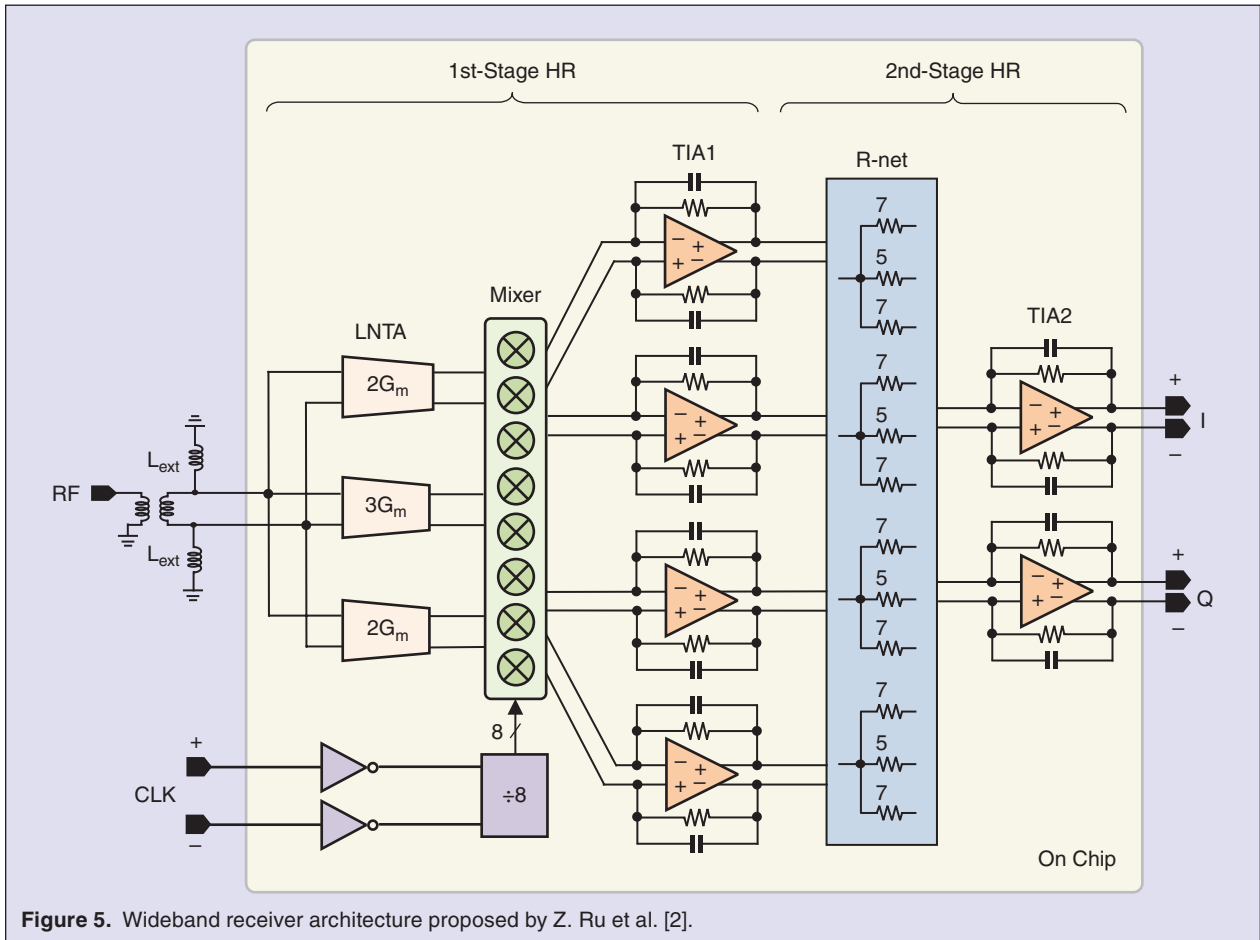 1st-Stage HR
2nd-Stage HR
TIA1
R-net
7
5
7
Mixer
LNTA
TIA2
2Gm
7
5
7
+
I
–
Lext
RF
3Gm
Lext
7
5
7
+
Q
–
2Gm
7
5
7
8
+
CLK
–
÷8
On Chip
– +
+ –
– +
+ –
– +
+ –
– +
+ –
– +
+ –
– +
+ –
Figure 5. Wideband receiver architecture proposed by Z. Ru et al. [2].